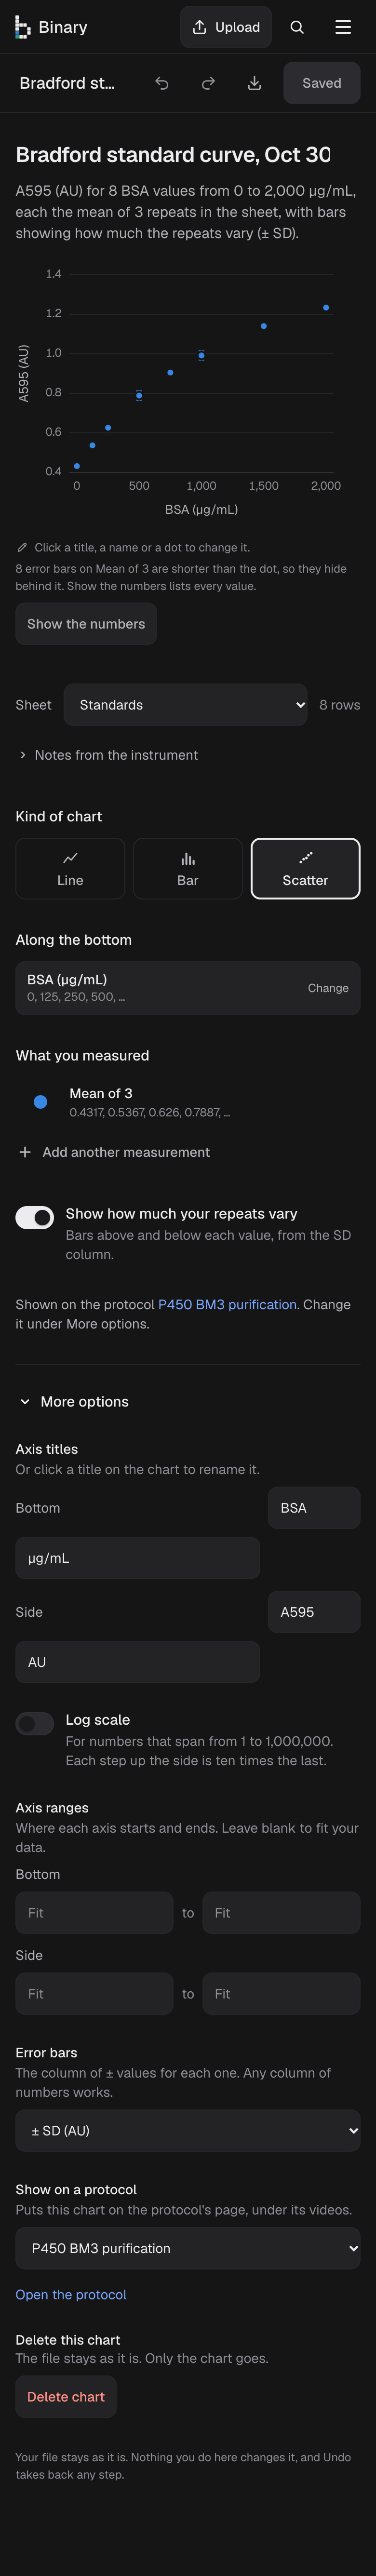 Binary
Upload
Bradford st...
Saved
Bradford standard curve, Oct 30
A595 (AU) for 8 BSA values from 0 to 2,000 µg/mL,
each the mean of 3 repeats in the sheet, with bars
showing how much the repeats vary (± SD).
1.4
1.2
1.0
0.8
0.6
0.4
A595 (AU)
0 500 1,000 1,500 2,000
BSA (µg/mL)
Click a title, a name or a dot to change it.
8 error bars on Mean of 3 are shorter than the dot, so they hide
behind it. Show the numbers lists every value.
Show the numbers
Sheet Standards 8 rows
Notes from the instrument
Kind of chart
Line Bar Scatter
Along the bottom
BSA (µg/mL)
0, 125, 250, 500, ...
Change
What you measured
Mean of 3
0.4317, 0.5367, 0.626, 0.7887, ...
Add another measurement
Show how much your repeats vary
Bars above and below each value, from the SD
column.
Shown on the protocol P450 BM3 purification. Change
it under More options.
More options
Axis titles
Or click a title on the chart to rename it.
Bottom BSA
µg/mL
Side A595
AU
Log scale
For numbers that span from 1 to 1,000,000.
Each step up the side is ten times the last.
Axis ranges
Where each axis starts and ends. Leave blank to fit your
data.
Bottom
Fit to Fit
Side
Fit to Fit
Error bars
The column of ± values for each one. Any column of
numbers works.
± SD (AU)
Show on a protocol
Puts this chart on the protocol's page, under its videos.
P450 BM3 purification
Open the protocol
Delete this chart
The file stays as it is. Only the chart goes.
Delete chart
Your file stays as it is. Nothing you do here changes it, and Undo
takes back any step.